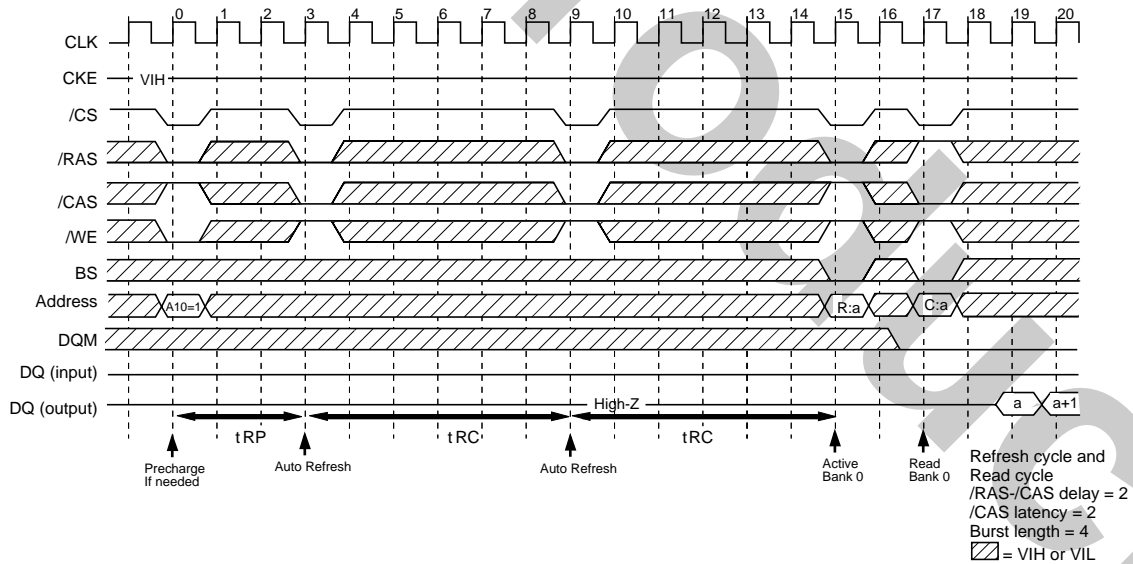 0 1 2 3 4 5 6 7 8 9 10 11 12 13 14 15 16 17 18 19 20
CLK
CKE VIH
/CS
/RAS
/CAS
/WE
BS
Address A10=1 R:a C:a
DQM
DQ (input)
DQ (output) High-Z a a+1
tRP tRC tRC
Precharge
If needed
Auto Refresh
Auto Refresh
Active
Bank 0
Read
Bank 0
Refresh cycle and
Read cycle
/RAS-/CAS delay = 2
/CAS latency = 2
Burst length = 4
= VIH or VIL